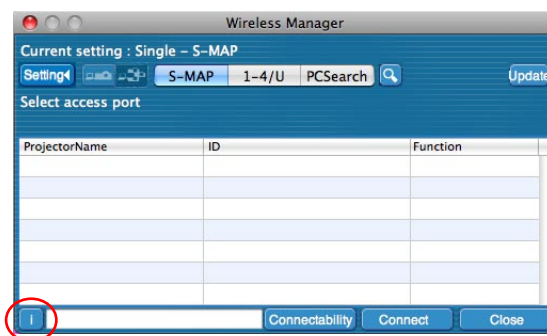 Wireless Manager
Current setting : Single – S-MAP
Setting S-MAP 1-4/U PCSearch Update
Select access port
ProjectorName ID Function
i Connectability Connect Close